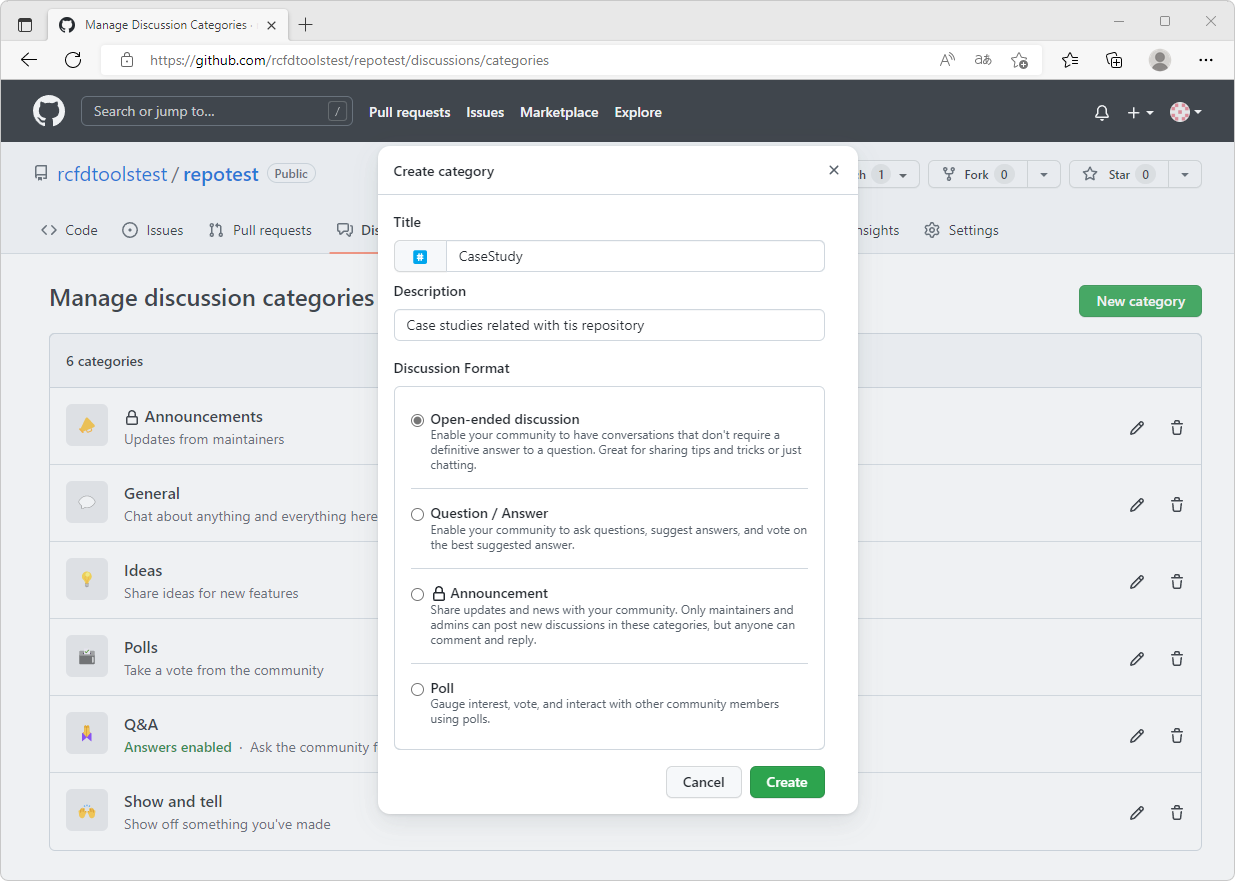 Manage Discussion Categories ·
https://github.com/rcfdtoolstest/repotest/discussions/categories
Search or jump to... /
Pull requests Issues Marketplace Explore
rcfdtoolstest / repotest Public
1 Fork 0 Star 0
Code Issues Pull requests Settings
Manage discussion categories
New category
6 categories
Announcements
Updates from maintainers
General
Chat about anything and everything here
Ideas
Share ideas for new features
Polls
Take a vote from the community
Q&A
Answers enabled · Ask the community
Show and tell
Show off something you've made
Create category
Title
CaseStudy
Description
Case studies related with tis repository
Discussion Format
Open-ended discussion
Enable your community to have conversations that don't require a
definitive answer to a question. Great for sharing tips and tricks or just
chatting.
Question / Answer
Enable your community to ask questions, suggest answers, and vote on
the best suggested answer.
Announcement
Share updates and news with your community. Only maintainers and
admins can post new discussions in these categories, but anyone can
comment and reply.
Poll
Gauge interest, vote, and interact with other community members
using polls.
Cancel Create